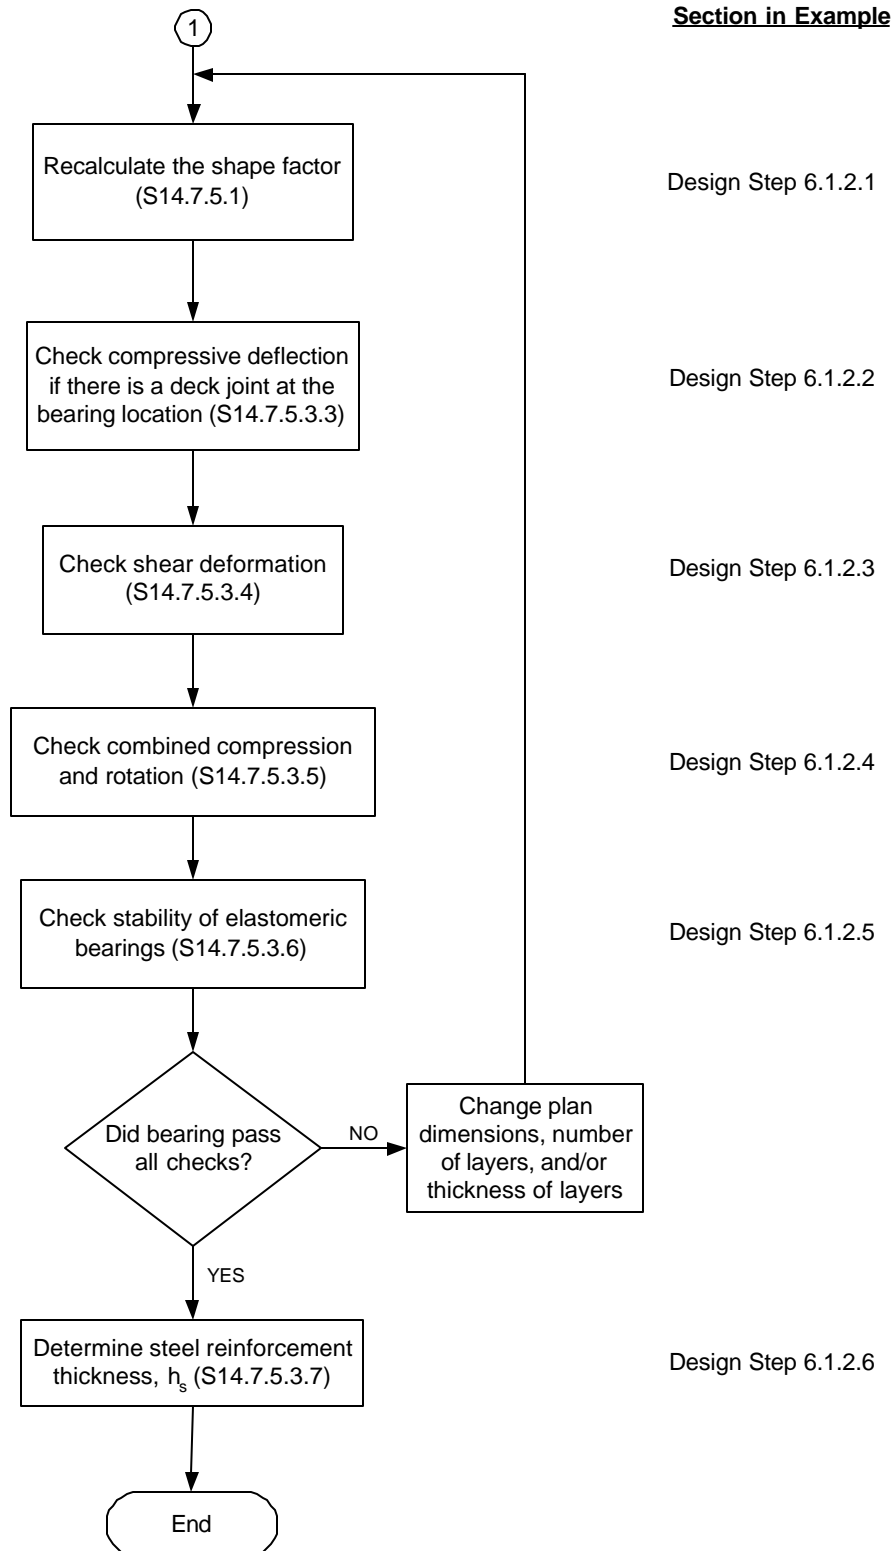 Section in Example
1
Recalculate the shape factor
(S14.7.5.1)
Design Step 6.1.2.1
Check compressive deflection
if there is a deck joint at the
bearing location (S14.7.5.3.3)
Design Step 6.1.2.2
Check shear deformation
(S14.7.5.3.4)
Design Step 6.1.2.3
Check combined compression
and rotation (S14.7.5.3.5)
Design Step 6.1.2.4
Check stability of elastomeric
bearings (S14.7.5.3.6)
Design Step 6.1.2.5
Did bearing pass
all checks?
NO
Change plan
dimensions, number
of layers, and/or
thickness of layers
YES
Determine steel reinforcement
thickness, hs (S14.7.5.3.7)
Design Step 6.1.2.6
End